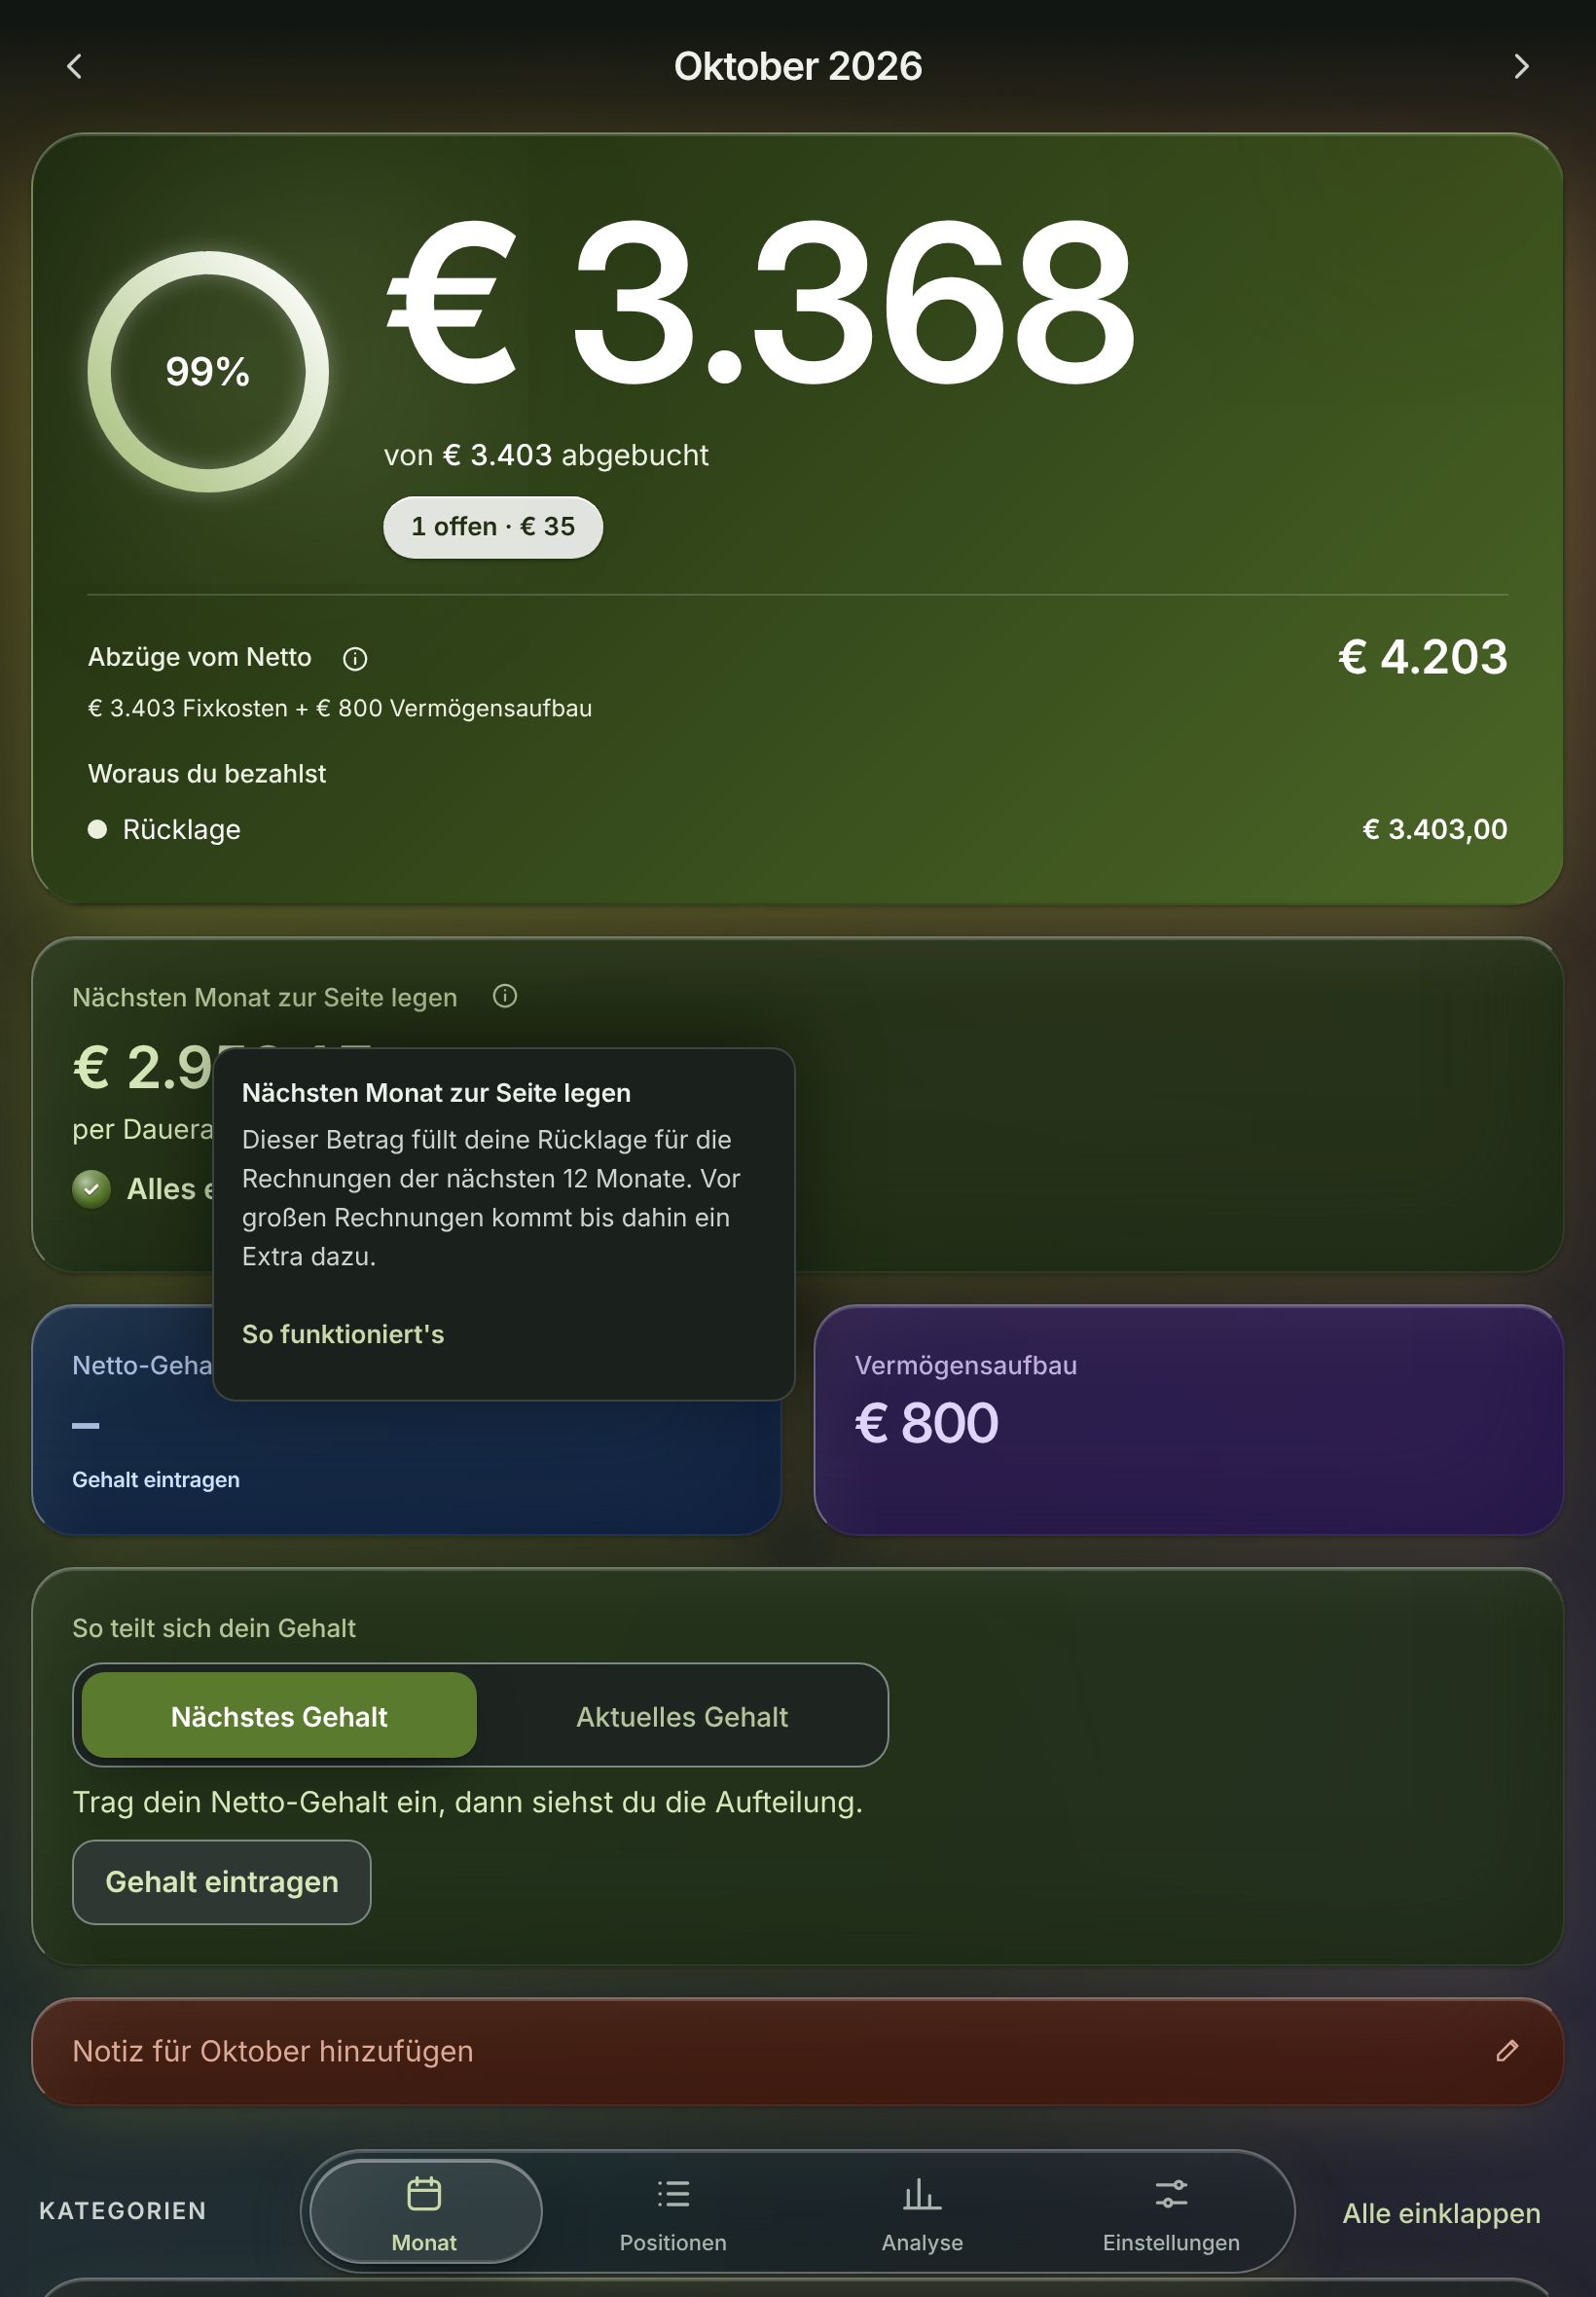 Oktober 2026
€ 3.368
99%
von € 3.403 abgebucht
1 offen · € 35
Abzüge vom Netto
€ 4.203
€ 3.403 Fixkosten + € 800 Vermögensaufbau
Woraus du bezahlst
Rücklage
€ 3.403,00
Nächsten Monat zur Seite legen
€ 2.9
per Dauera
Alles e
Nächsten Monat zur Seite legen
Dieser Betrag füllt deine Rücklage für die
Rechnungen der nächsten 12 Monate. Vor
großen Rechnungen kommt bis dahin ein
Extra dazu.
So funktioniert's
Netto-Geha
–
Gehalt eintragen
Vermögensaufbau
€ 800
So teilt sich dein Gehalt
Nächstes Gehalt
Aktuelles Gehalt
Trag dein Netto-Gehalt ein, dann siehst du die Aufteilung.
Gehalt eintragen
Notiz für Oktober hinzufügen
KATEGORIEN
Monat
Positionen
Analyse
Einstellungen
Alle einklappen